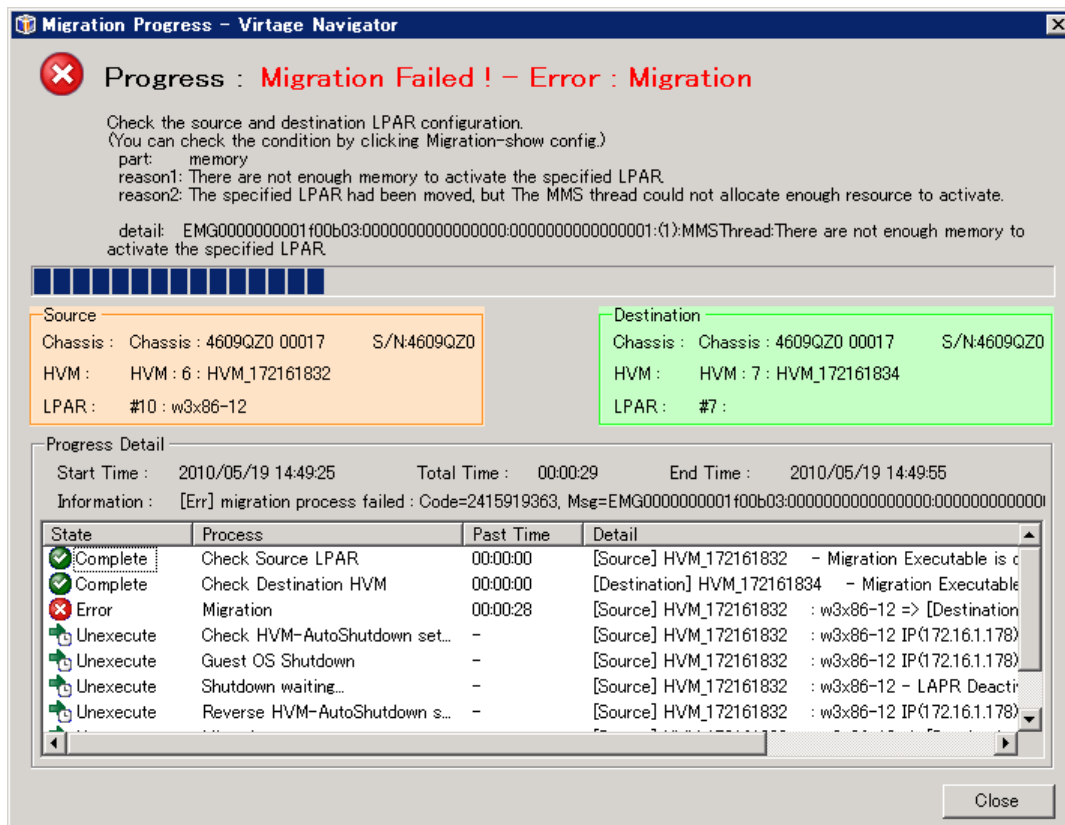 Migration Progress - Virtage Navigator
Progress : Migration Failed ! - Error : Migration
Check the source and destination LPAR configuration.
(You can check the condition by clicking Migration-show config.)
part: memory
reason1: There are not enough memory to activate the specified LPAR
reason2: The specified LPAR had been moved, but The MMS thread could not allocate enough resource to activate.
detail: EMG0000000001f00b03:0000000000000000:0000000000000001:(1):MMSThread:There are not enough memory to
activate the specified LPAR
Source
Chassis : Chassis : 4609QZ0 00017 S/N:4609QZ0
HVM : HVM : 6 : HVM_172161832
LPAR : #10 : w3x86-12
Destination
Chassis : Chassis : 4609QZ0 00017 S/N:4609QZ0
HVM : HVM : 7 : HVM_172161834
LPAR : #7 :
Progress Detail
Start Time : 2010/05/19 14:49:25 Total Time : 00:00:29 End Time : 2010/05/19 14:49:55
Information : [Err] migration process failed : Code=2415919363, Msg=EMG0000000001f00b03:0000000000000000:000000000000
State Process Past Time Detail
Complete Check Source LPAR 00:00:00 [Source] HVM_172161832 - Migration Executable is c
Complete Check Destination HVM 00:00:00 [Destination] HVM_172161834 - Migration Executable
Error Migration 00:00:28 [Source] HVM_172161832 : w3x86-12 => [Destination
Unexecute Check HVM-AutoShutdown set... - [Source] HVM_172161832 : w3x86-12 IP(172.16.1.178)
Unexecute Guest OS Shutdown - [Source] HVM_172161832 : w3x86-12 IP(172.16.1.178)
Unexecute Shutdown waiting... - [Source] HVM_172161832 : w3x86-12 - LAPR Deacti
Unexecute Reverse HVM-AutoShutdown s... - [Source] HVM_172161832 : w3x86-12 IP(172.16.1.178)
Close